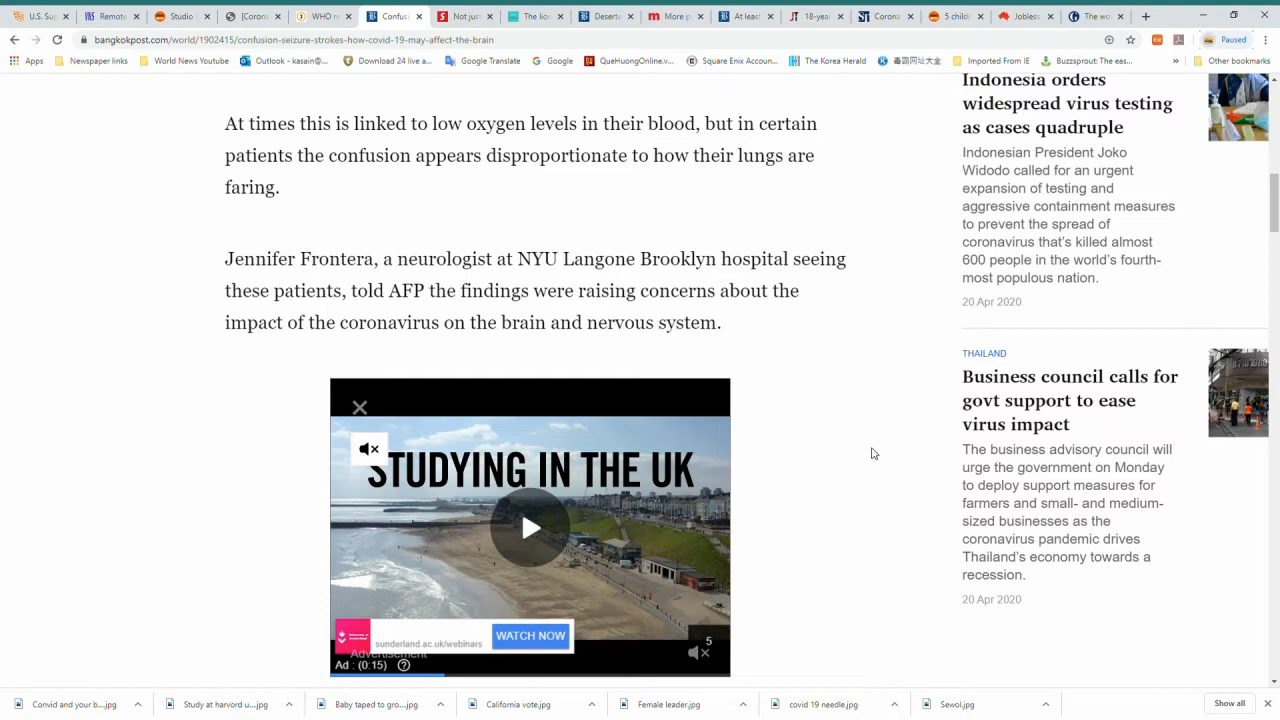 U.S. Sup
Remote
Studio (
[Corona
WHO re
Confus
Not just
The lion
Deserte
More p
At least
18-year
Corona
5 childr
Jobless
The wo
bangkokpost.com/world/1902415/confusion-seizure-strokes-how-covid-19-may-affect-the-brain
Paused
Apps
Newspaper links
World News Youtube
Outlook - kasain@...
Download 24 live a...
Google Translate
Google
QueHuongOnline.v...
Square Enix Accoun...
The Korea Herald
Imported From IE
Buzzsprout: The eas...
»
Other bookmarks
At times this is linked to low oxygen levels in their blood, but in certain
patients the confusion appears disproportionate to how their lungs are
faring.
Jennifer Frontera, a neurologist at NYU Langone Brooklyn hospital seeing
these patients, told AFP the findings were raising concerns about the
impact of the coronavirus on the brain and nervous system.
STUDYING IN THE UK
sunderland.ac.uk/webinars
WATCH NOW
Advertisement
Ad : (0:15)
5
Indonesia orders
widespread virus testing
as cases quadruple
Indonesian President Joko
Widodo called for an urgent
expansion of testing and
aggressive containment measures
to prevent the spread of
coronavirus that's killed almost
600 people in the world's fourth-
most populous nation.
20 Apr 2020
THAILAND
Business council calls for
govt support to ease
virus impact
The business advisory council will
urge the government on Monday
to deploy support measures for
farmers and small- and medium-
sized businesses as the
coronavirus pandemic drives
Thailand's economy towards a
recession.
20 Apr 2020
Convid and your b....jpg
Study at harvord u....jpg
Baby taped to gro....jpg
California vote.jpg
Female leader.jpg
covid 19 needle.jpg
Sewol.jpg
Show all